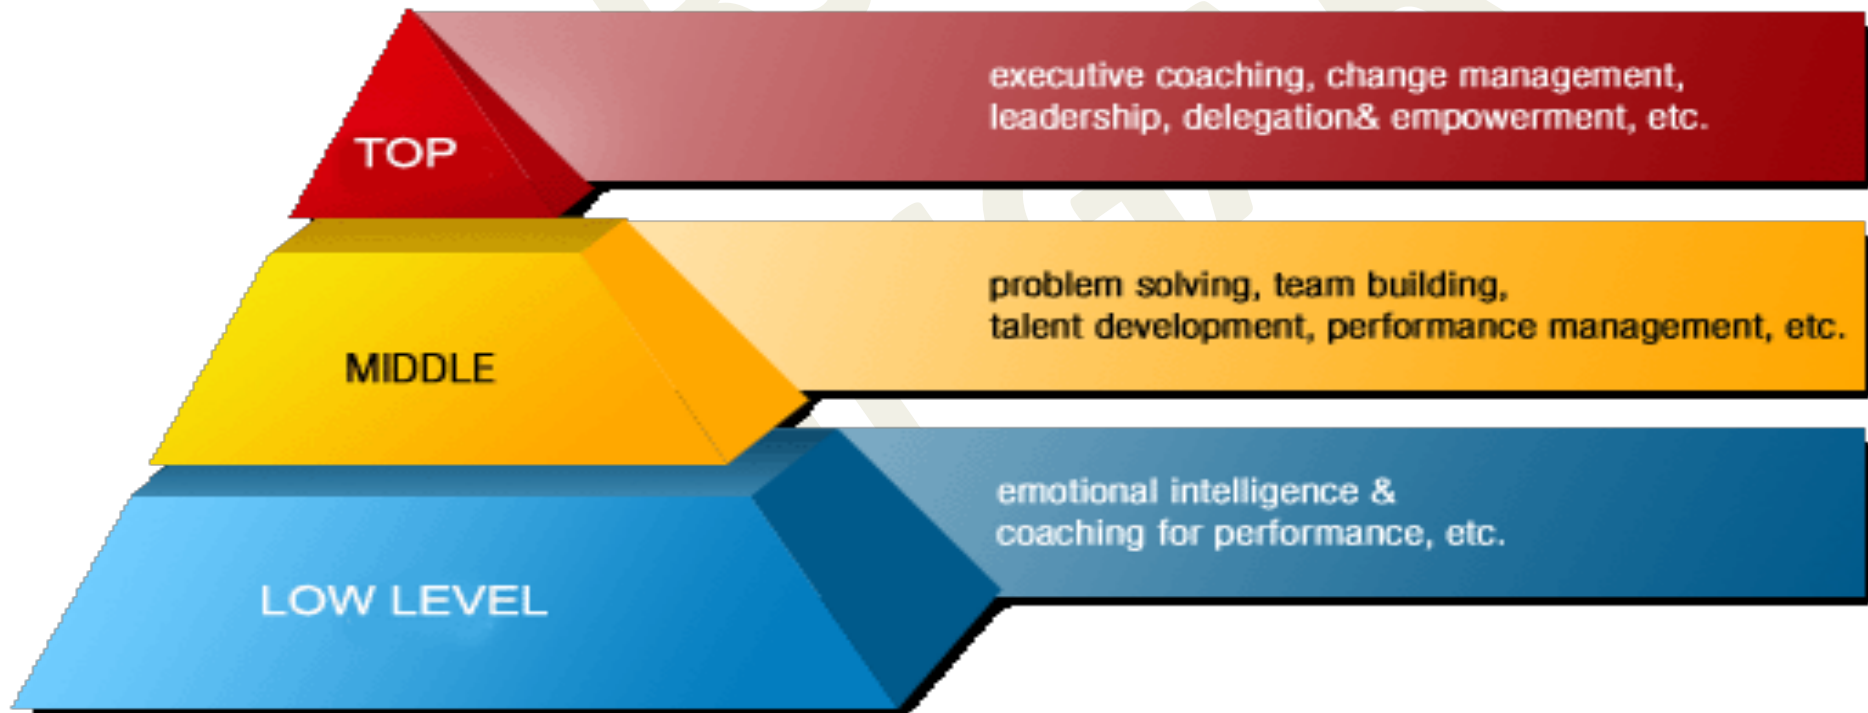 TOP
executive coaching, change management,
leadership, delegation& empowerment, etc.
MIDDLE
problem solving, team building,
talent development, performance management, etc.
LOW LEVEL
emotional intelligence &
coaching for performance, etc.